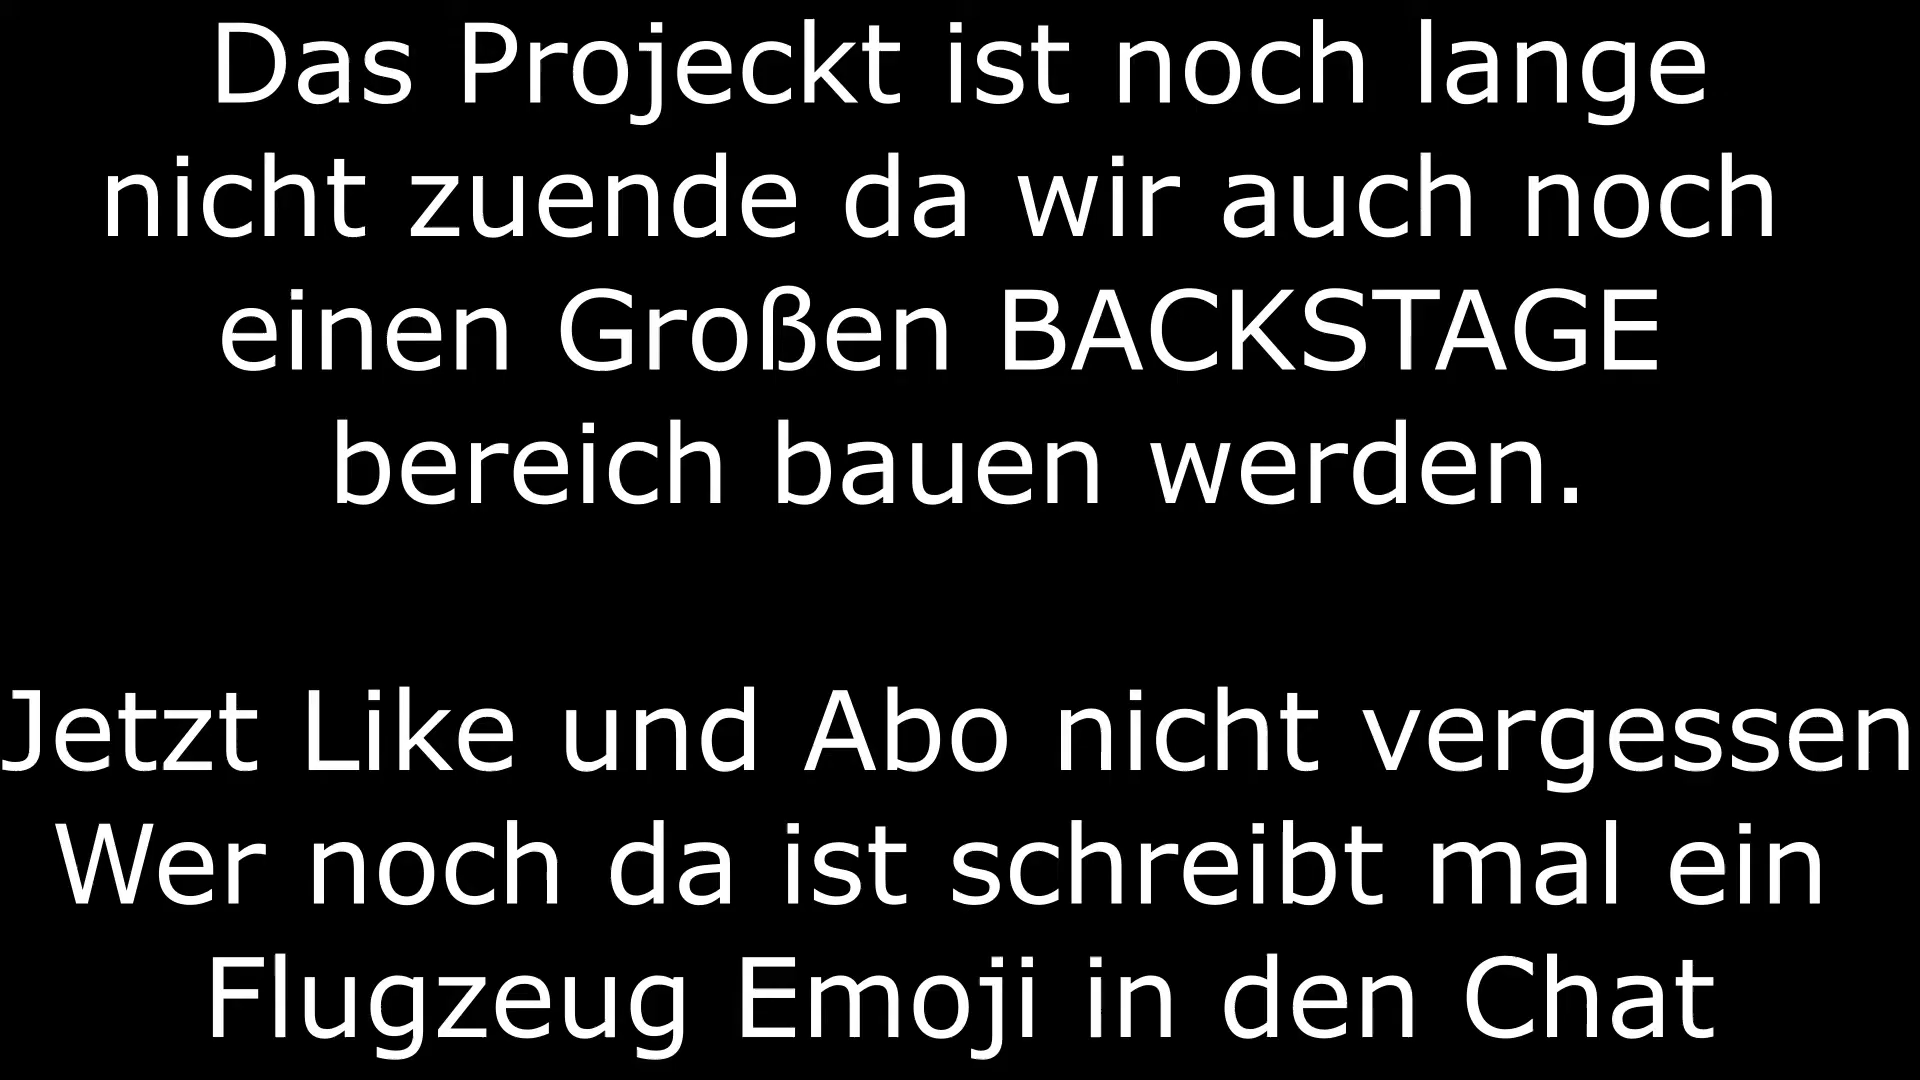 Das Projeckt ist noch lange
nicht zuende da wir auch noch
einen Großen BACKSTAGE
bereich bauen werden.
Jetzt Like und Abo nicht vergessen
Wer noch da ist schreibt mal ein
Flugzeug Emoji in den Chat